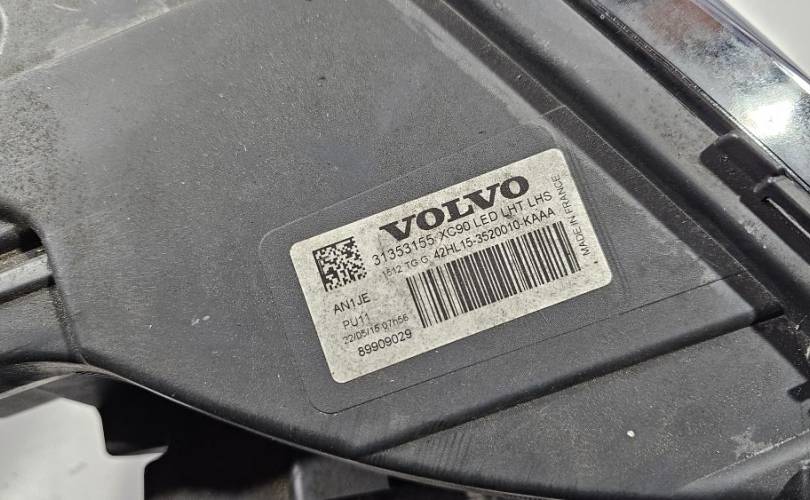 VOLVO
31353155 XC90 LED LHT LHS
1512 TG G 42HL15-3520010-KAAA
AN1JE
PU11
22/05/15 07h56
89909029
MADE IN FRANCE